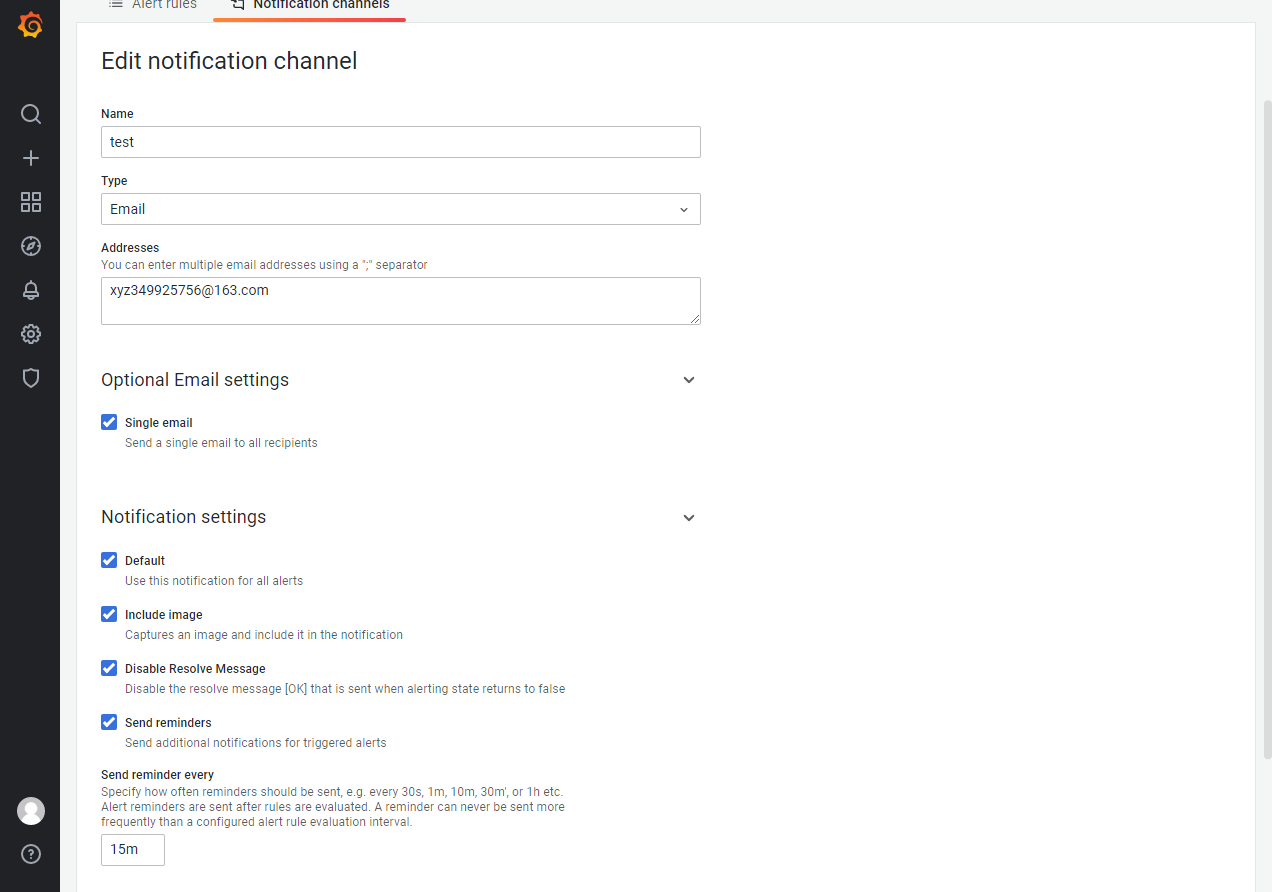 Alert rules
Notification channels
Edit notification channel
Name
test
Type
Email
Addresses
You can enter multiple email addresses using a ";" separator
xyz349925756@163.com
Optional Email settings
Single email
Send a single email to all recipients
Notification settings
Default
Use this notification for all alerts
Include image
Captures an image and include it in the notification
Disable Resolve Message
Disable the resolve message [OK] that is sent when alerting state returns to false
Send reminders
Send additional notifications for triggered alerts
Send reminder every
Specify how often reminders should be sent, e.g. every 30s, 1m, 10m, 30m', or 1h etc.
Alert reminders are sent after rules are evaluated. A reminder can never be sent more
frequently than a configured alert rule evaluation interval.
15m